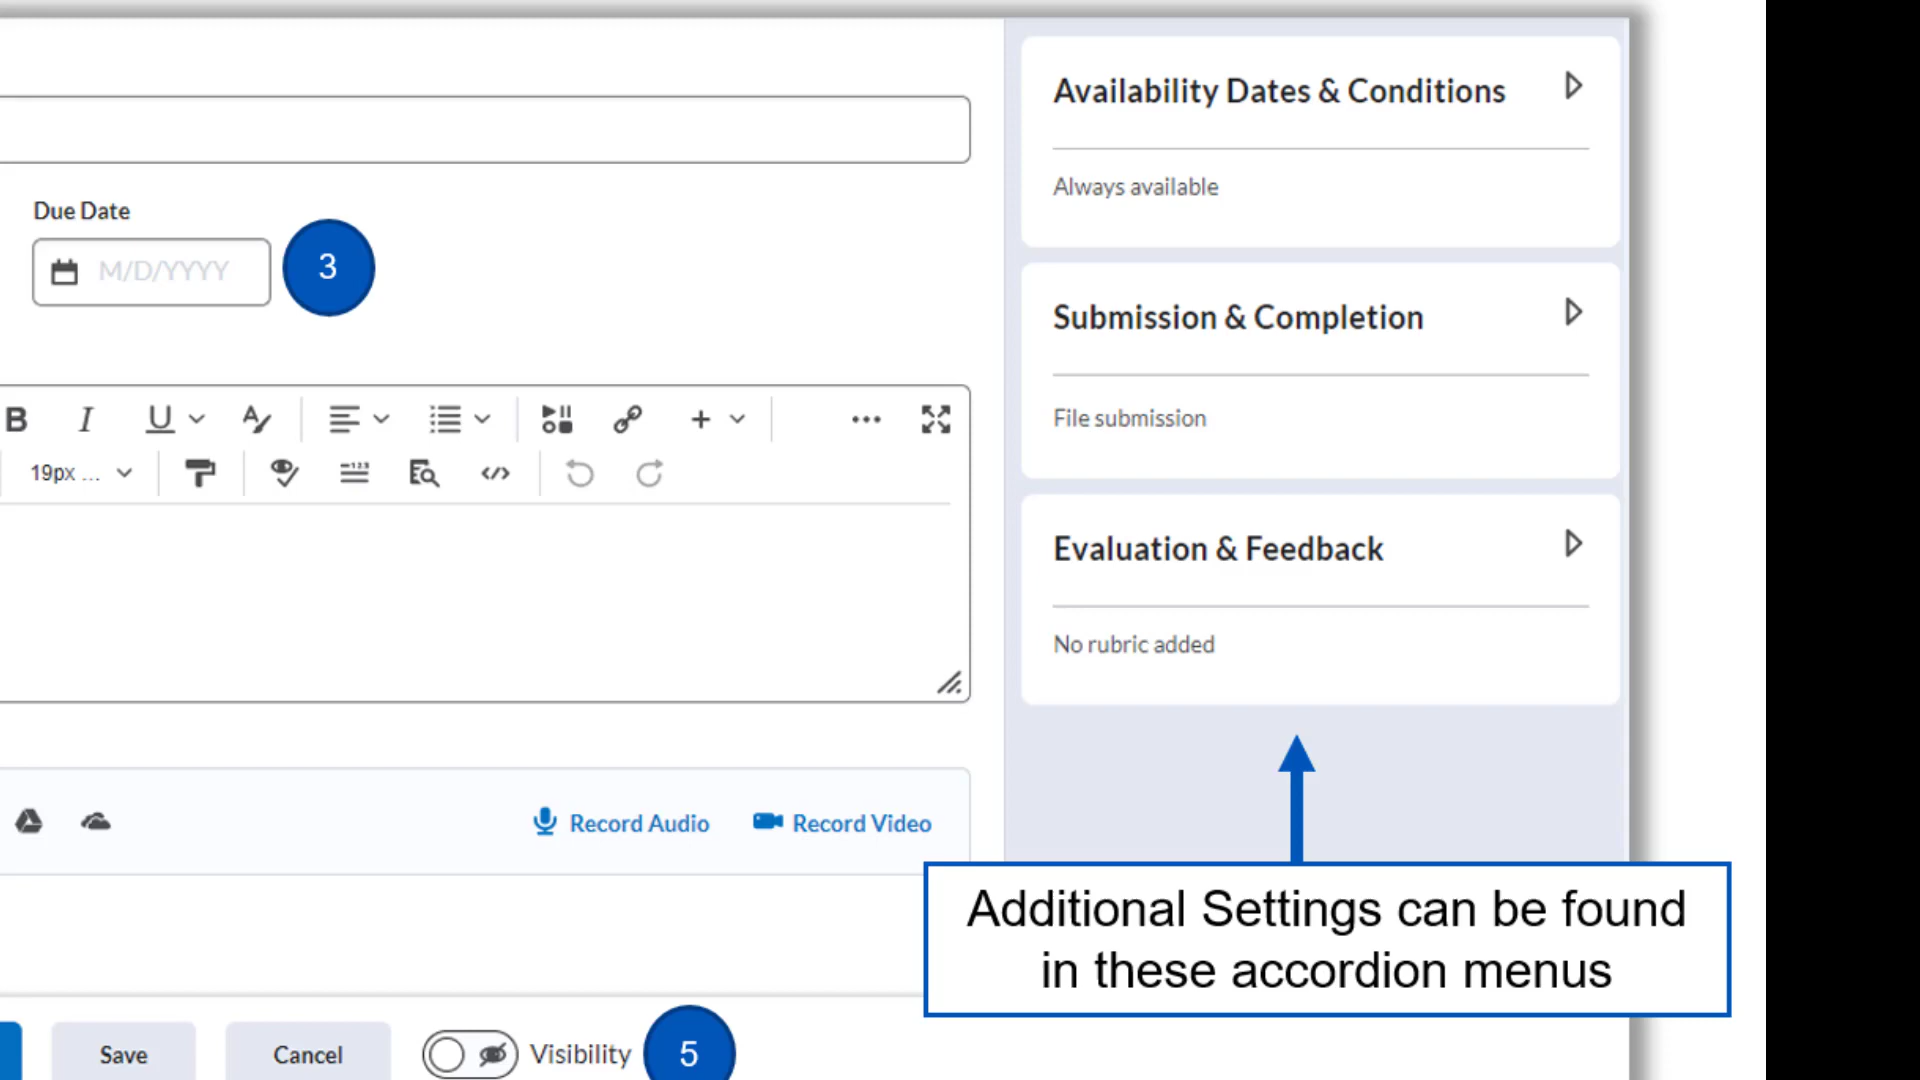 Availability Dates & Conditions
Always available
Due Date
M/D/YYYY
3
Submission & Completion
File submission
B I U A
19px ...
Evaluation & Feedback
No rubric added
Record Audio Record Video
Additional Settings can be found
in these accordion menus
Save Cancel Visibility 5